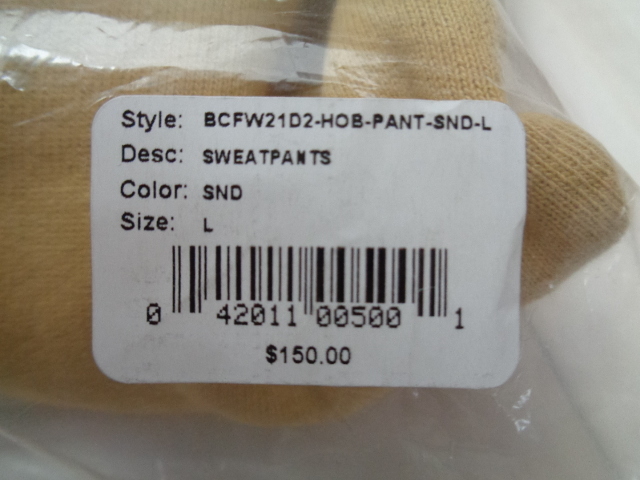 Style: BCFW21D2-HOB-PANT-SND-L
Desc: SWEATPANTS
Color: SND
Size: L
0 42011 00500 1
$150.00